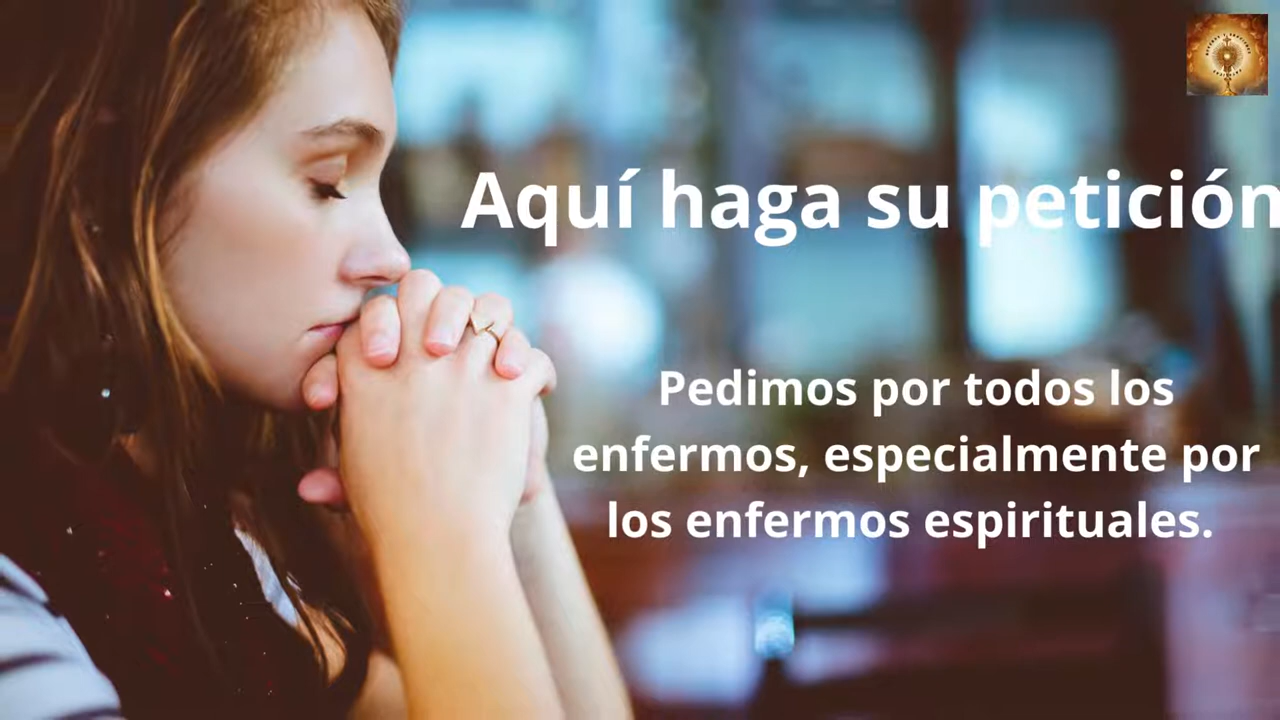 Aquí haga su petición
Pedimos por todos los
enfermos, especialmente por
los enfermos espirituales.